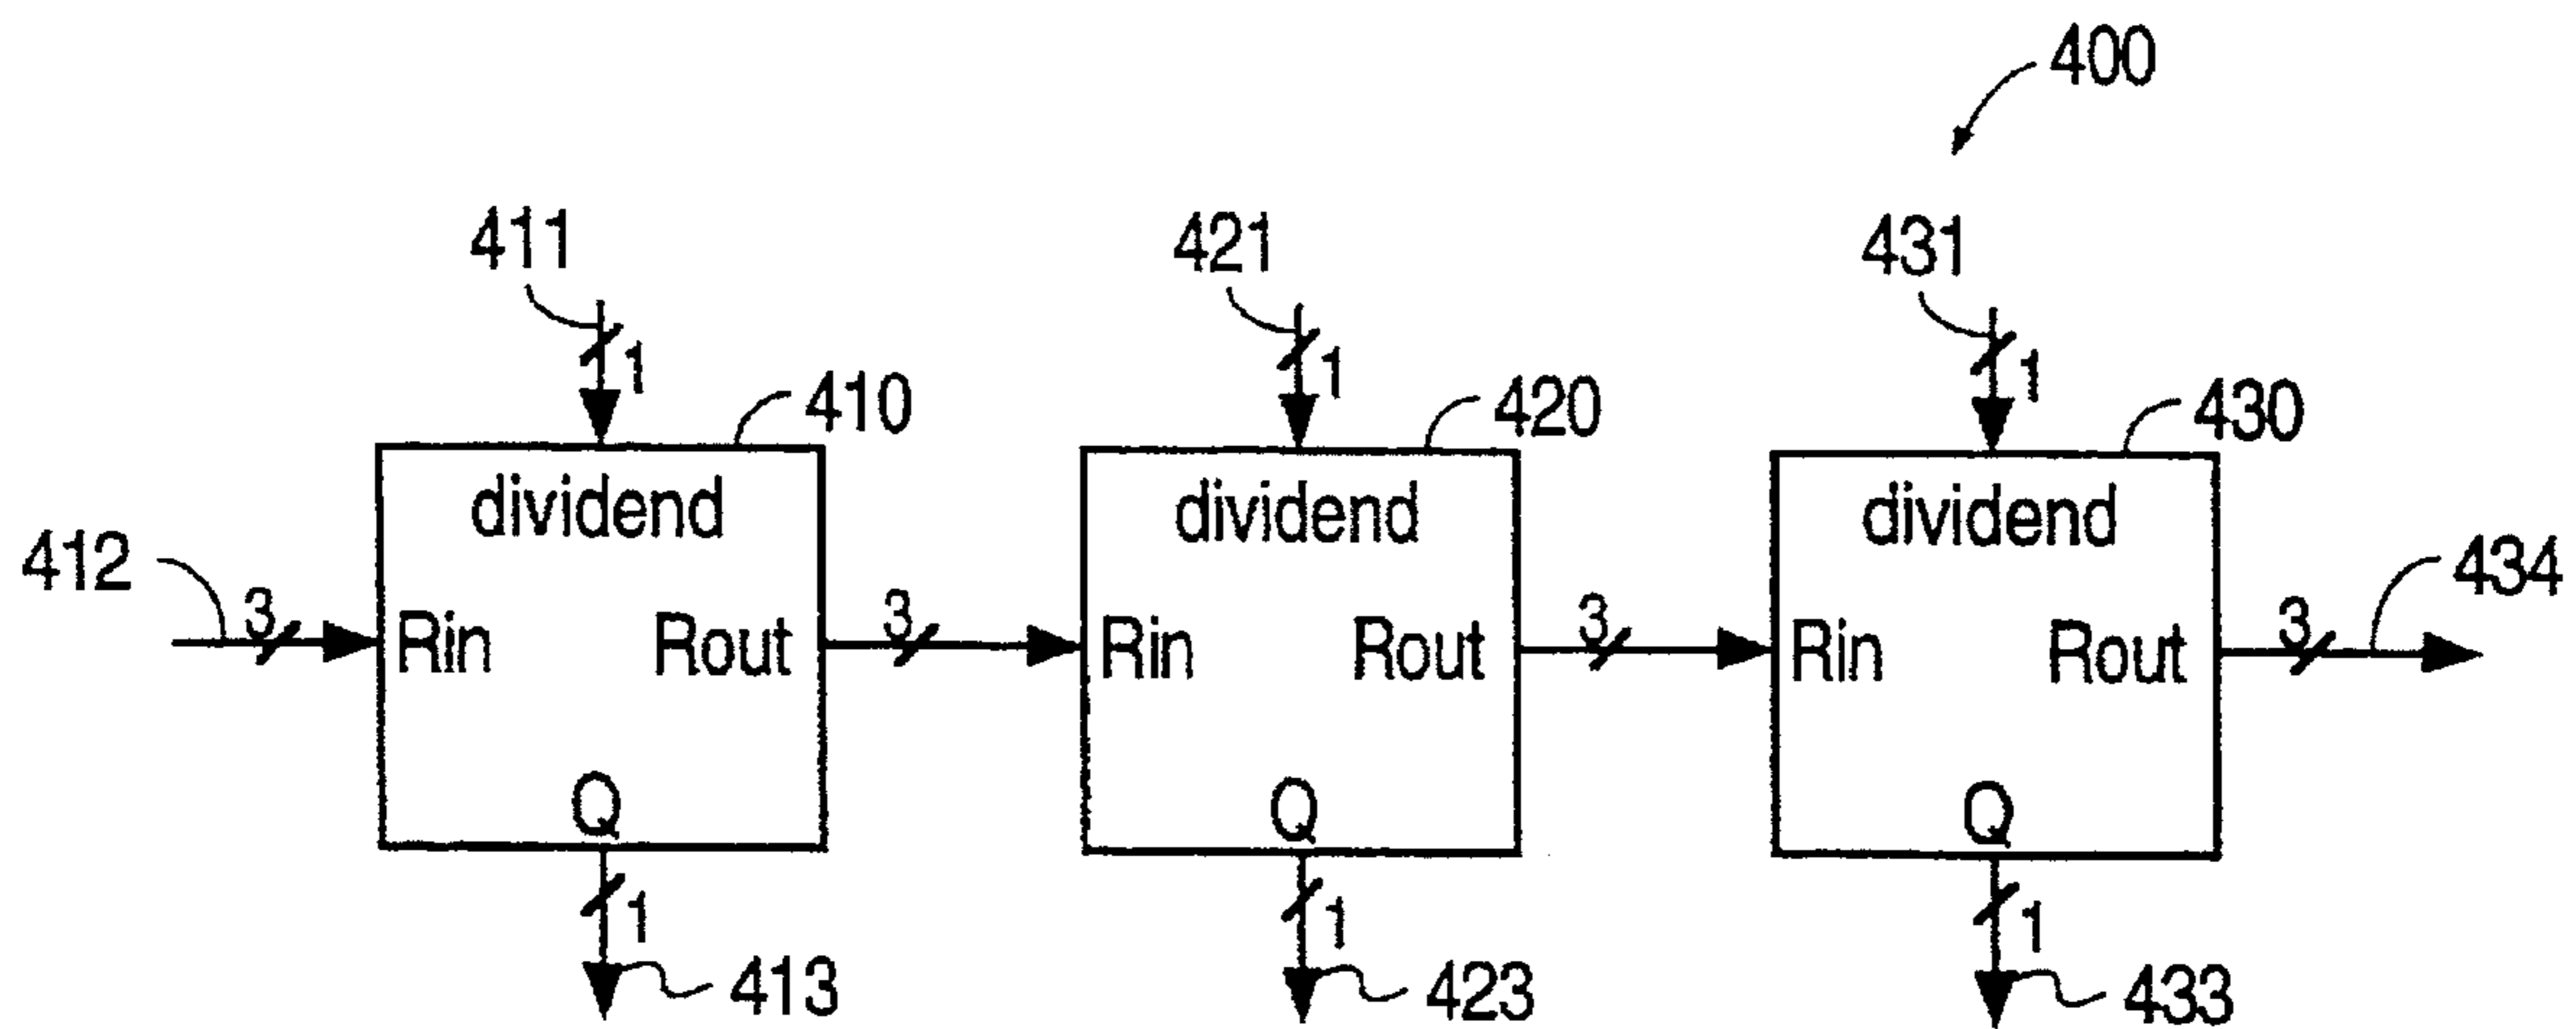 400
411 421 431
1 1 1
410 420 430
dividend dividend dividend
412 434
3 3 3 3
Rin Rout Rin Rout Rin Rout
Q Q Q
1 1 1
413 423 433